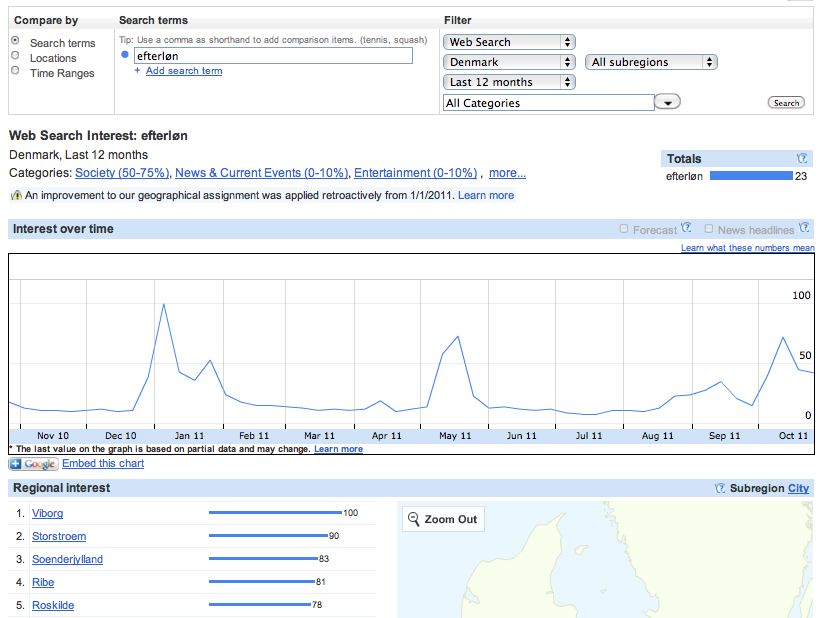 Compare by
Search terms
Filter
Search terms
Locations
Time Ranges
Tip: Use a comma as shorthand to add comparison items. (tennis, squash)
efterløn
+ Add search term
Web Search
Denmark
All subregions
Last 12 months
All Categories
Search
Web Search Interest: efterløn
Denmark, Last 12 months
Categories: Society (50-75%), News & Current Events (0-10%), Entertainment (0-10%) , more...
An improvement to our geographical assignment was applied retroactively from 1/1/2011. Learn more
Totals ?
efterløn 23
Interest over time
Forecast ? News headlines ?
Learn what these numbers mean
100
50
0
Nov 10 Dec 10 Jan 11 Feb 11 Mar 11 Apr 11 May 11 Jun 11 Jul 11 Aug 11 Sep 11 Oct 11
* The last value on the graph is based on partial data and may change. Learn more
+ Google Embed this chart
Regional interest
? Subregion City
1. Viborg 100
2. Storstroem 90
3. Soenderjylland 83
4. Ribe 81
5. Roskilde 78
Zoom Out